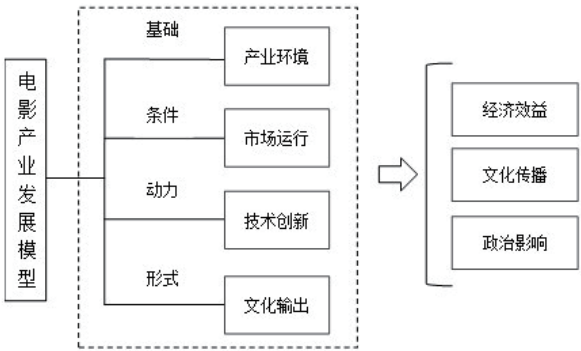 电影产业发展模型
基础
产业环境
条件
市场运行
动力
技术创新
形式
文化输出
经济效益
文化传播
政治影响